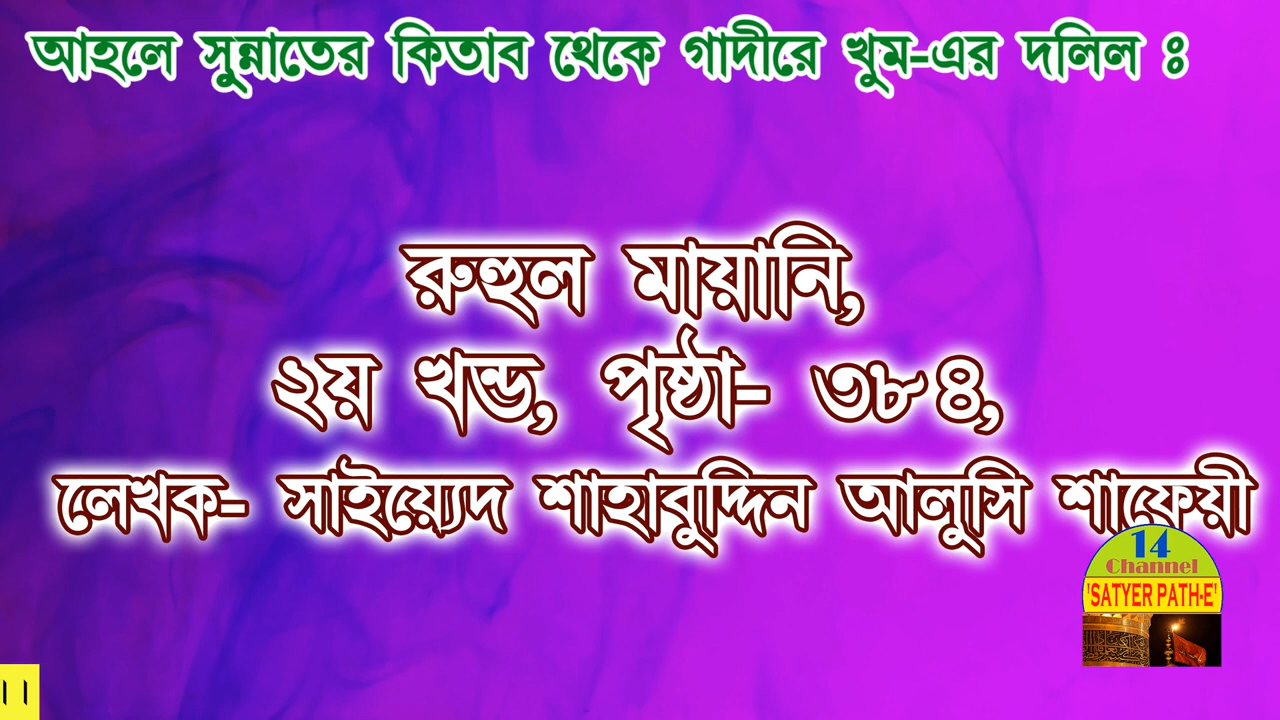 আহলে সুন্নাতের কিতাব থেকে গাদীরে খুম-এর দলিল ঃ
রুহুল মায়ানি,
২য় খন্ড, পৃষ্ঠা- ৩৮৪,
লেখক- সাইয়্যেদ শাহাবুদ্দিন আলুসি শাফেয়ী
14
Channel
'SATYER PATH-E'
।।